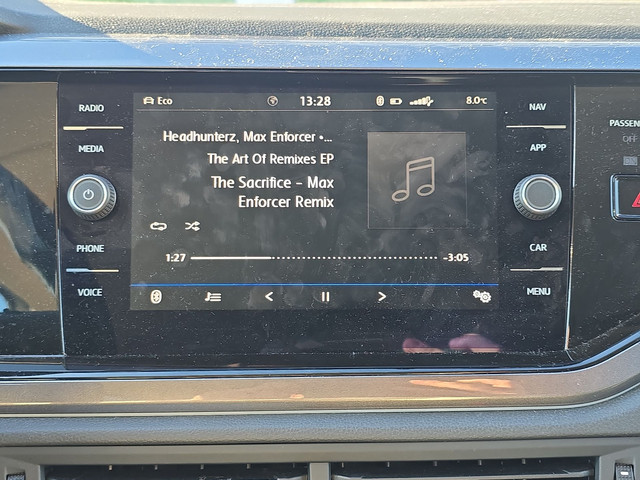 RADIO
MEDIA
PHONE
VOICE
Eco 13:28 8.0°c
Headhunterz, Max Enforcer •...
The Art Of Remixes EP
The Sacrifice - Max
Enforcer Remix
1:27 -3:05
NAV
APP
CAR
MENU
PASSEN
OFF